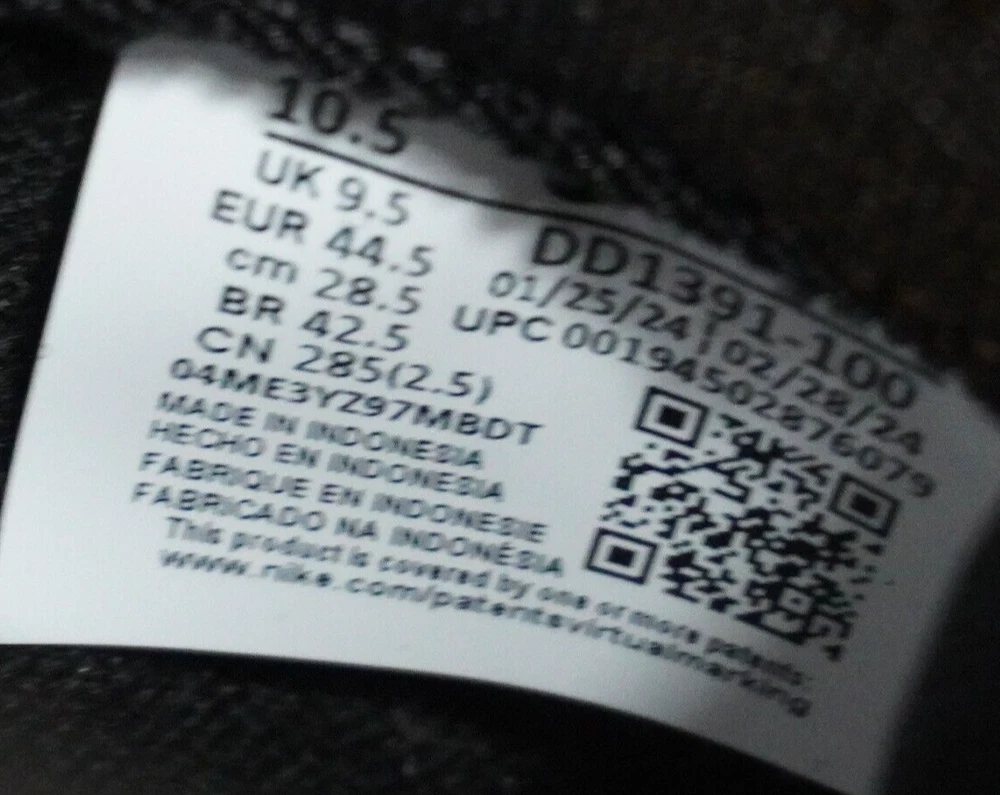 10.5
UK 9.5
EUR 44.5
cm 28.5
BR 42.5
CN 285(2.5)
DD1391-100
01/25/24 | 02/28/24
UPC 00194502876079
04ME3YZ97MBDT
MADE IN INDONESIA
HECHO EN INDONESIA
FABRIQUE EN INDONESIE
FABRICADO NA INDONÉSIA
This product is covered by one or more patents:
www.nike.com/patentsvirtualmarking